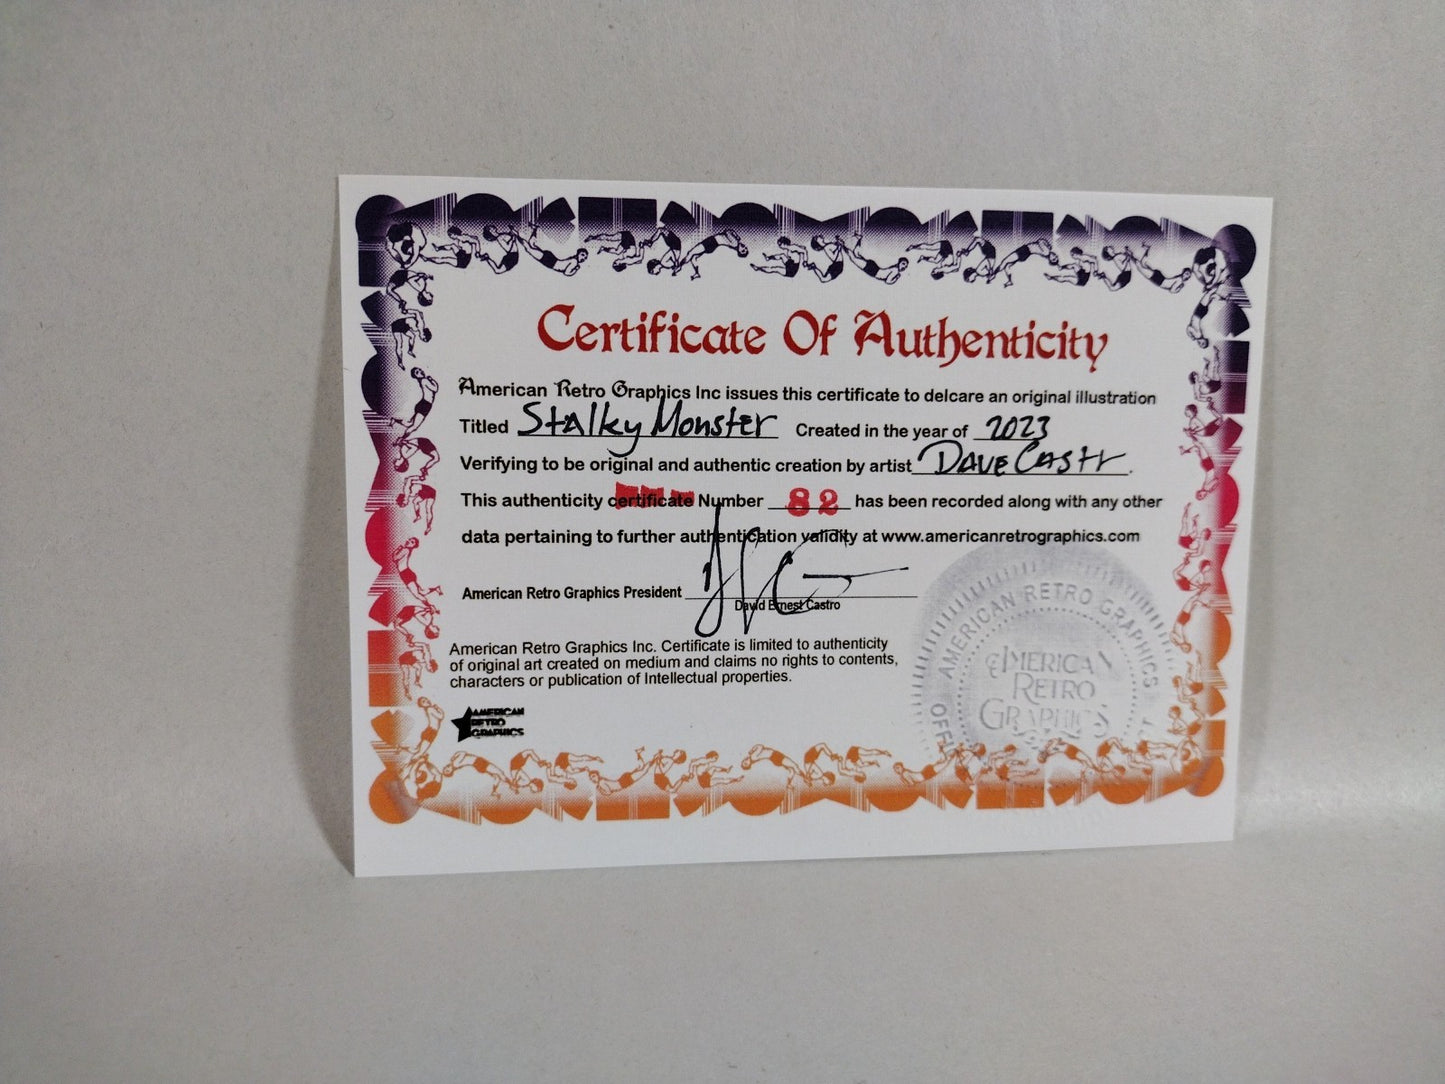 Certificate Of Authenticity
American Retro Graphics Inc issues this certificate to delcare an original illustration
Titled Stalky Monster Created in the year of 2023
Verifying to be original and authentic creation by artist Dave Castr.
This authenticity certificate Number 82 has been recorded along with any other
data pertaining to further authentication validity at www.americanretrographics.com
American Retro Graphics President
David Ernest Castro
American Retro Graphics Inc. Certificate is limited to authenticity
of original art created on medium and claims no rights to contents,
characters or publication of Intellectual properties.
AMERICAN
RETRO
GRAPHICS
AMERICAN RETRO GRAPHICS
AMERICAN
RETRO
GRAPHICS